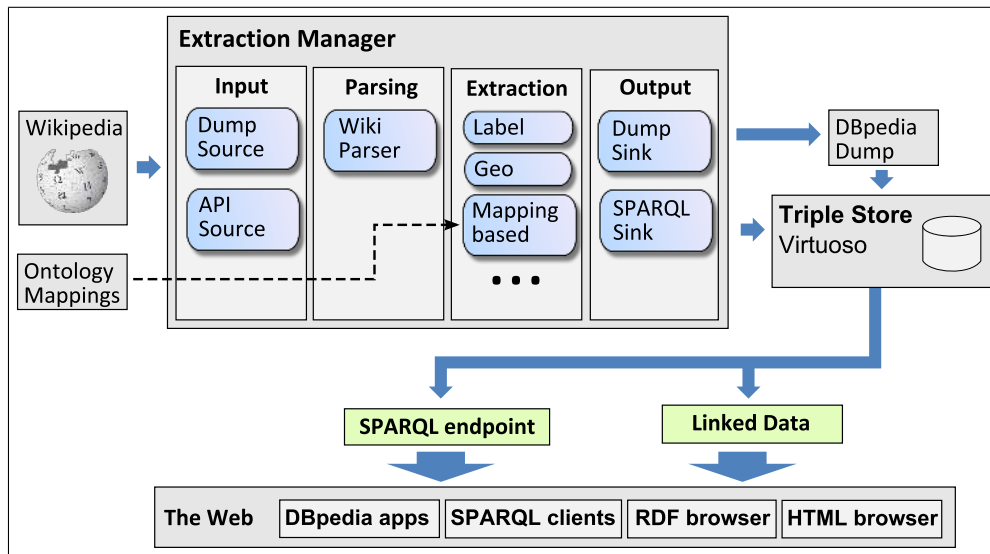 Extraction Manager
Input
Parsing
Extraction
Output
Wikipedia
Dump
Source
API
Source
Wiki
Parser
Label
Geo
Mapping
based
...
Dump
Sink
SPARQL
Sink
DBpedia
Dump
Triple Store
Virtuoso
Ontology
Mappings
SPARQL endpoint
Linked Data
The Web
DBpedia apps
SPARQL clients
RDF browser
HTML browser